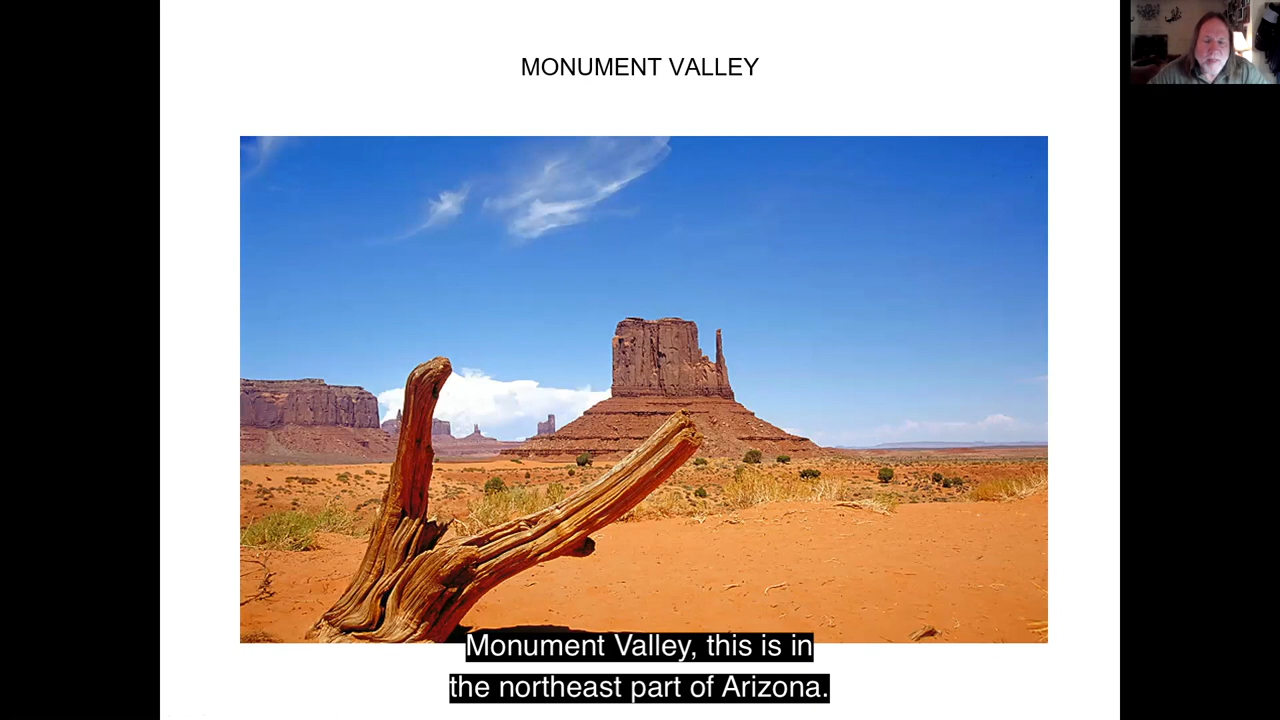 MONUMENT VALLEY
Monument Valley, this is in
the northeast part of Arizona.